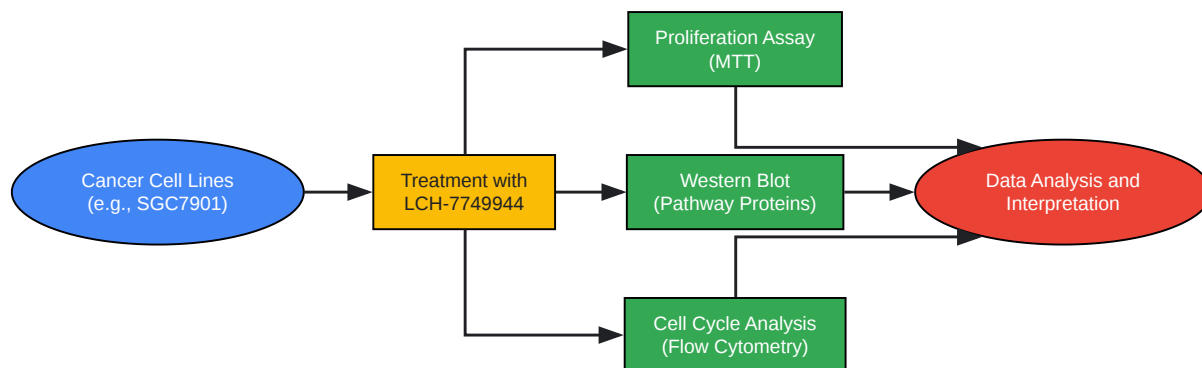 Cancer Cell Lines
(e.g., SGC7901)
Treatment with
LCH-7749944
Proliferation Assay
(MTT)
Western Blot
(Pathway Proteins)
Cell Cycle Analysis
(Flow Cytometry)
Data Analysis and
Interpretation